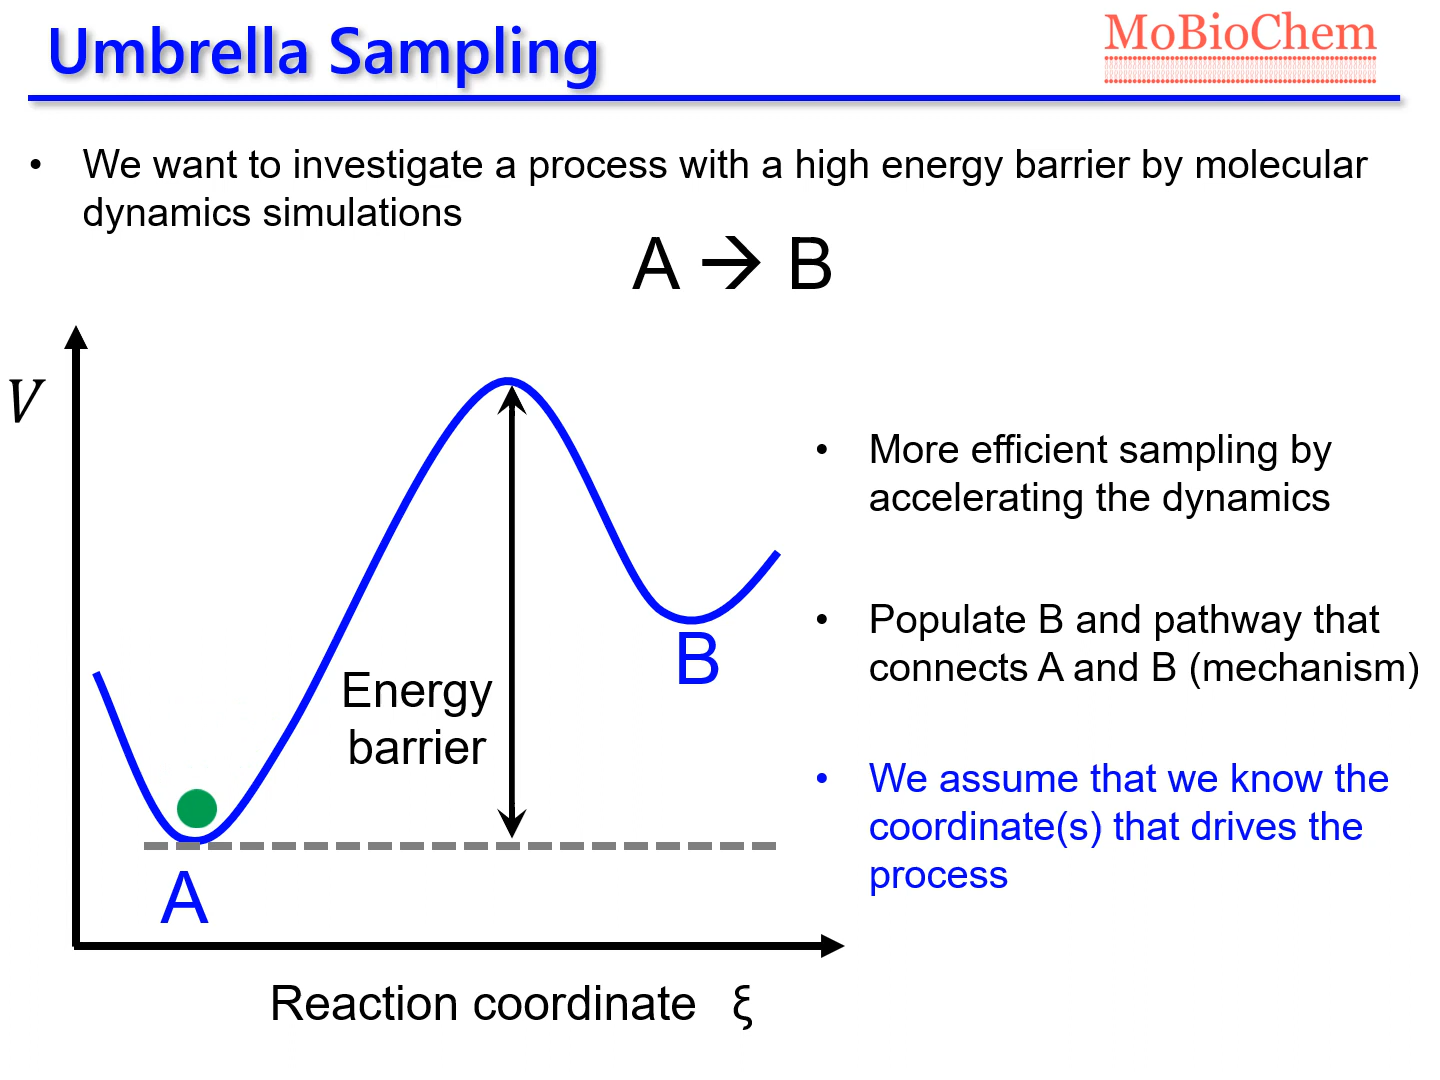 Umbrella Sampling
MoBioChem
• We want to investigate a process with a high energy barrier by molecular
dynamics simulations
A → B
V
• More efficient sampling by
accelerating the dynamics
• Populate B and pathway that
connects A and B (mechanism)
B
Energy
barrier
• We assume that we know the
coordinate(s) that drives the
process
A
Reaction coordinate ξ